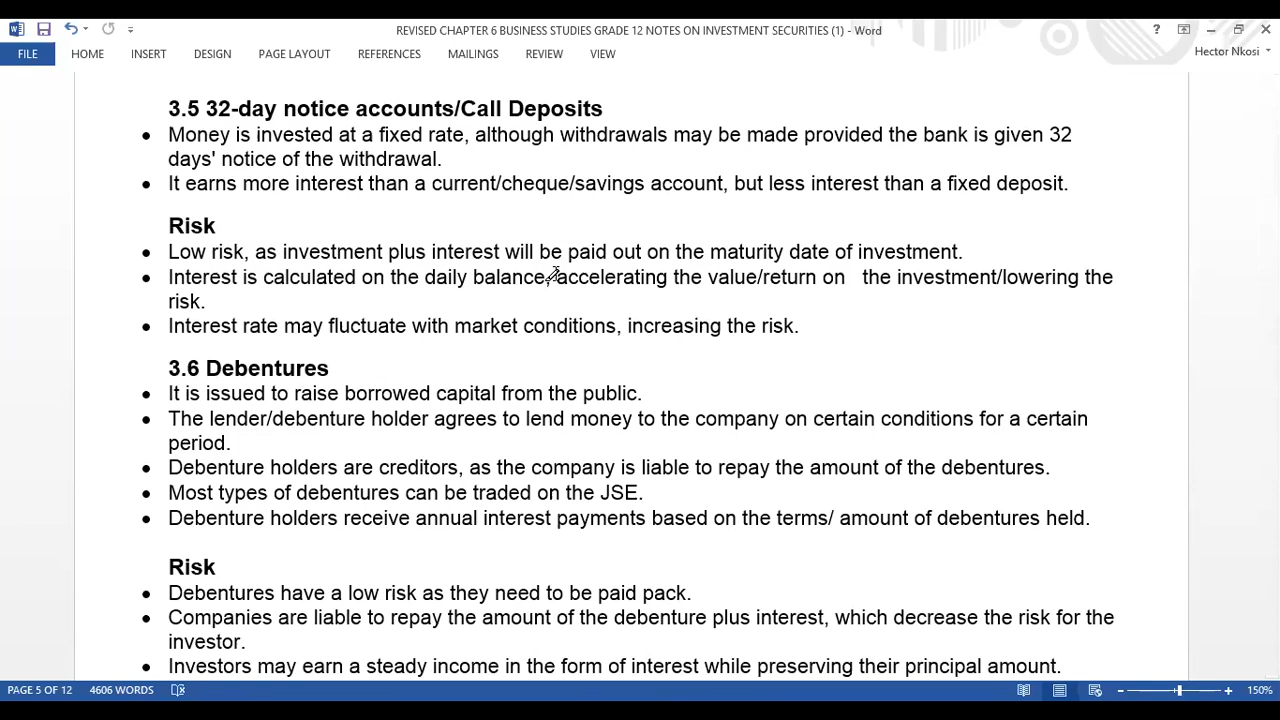 REVISED CHAPTER 6 BUSINESS STUDIES GRADE 12 NOTES ON INVESTMENT SECURITIES (1) - Word
FILE HOME INSERT DESIGN PAGE LAYOUT REFERENCES MAILINGS REVIEW VIEW Hector Nkosi
3.5 32-day notice accounts/Call Deposits
• Money is invested at a fixed rate, although withdrawals may be made provided the bank is given 32
days' notice of the withdrawal.
• It earns more interest than a current/cheque/savings account, but less interest than a fixed deposit.
Risk
• Low risk, as investment plus interest will be paid out on the maturity date of investment.
• Interest is calculated on the daily balance, accelerating the value/return on the investment/lowering the
risk.
• Interest rate may fluctuate with market conditions, increasing the risk.
3.6 Debentures
• It is issued to raise borrowed capital from the public.
• The lender/debenture holder agrees to lend money to the company on certain conditions for a certain
period.
• Debenture holders are creditors, as the company is liable to repay the amount of the debentures.
• Most types of debentures can be traded on the JSE.
• Debenture holders receive annual interest payments based on the terms/ amount of debentures held.
Risk
• Debentures have a low risk as they need to be paid pack.
• Companies are liable to repay the amount of the debenture plus interest, which decrease the risk for the
investor.
• Investors may earn a steady income in the form of interest while preserving their principal amount.
PAGE 5 OF 12 4606 WORDS 150%